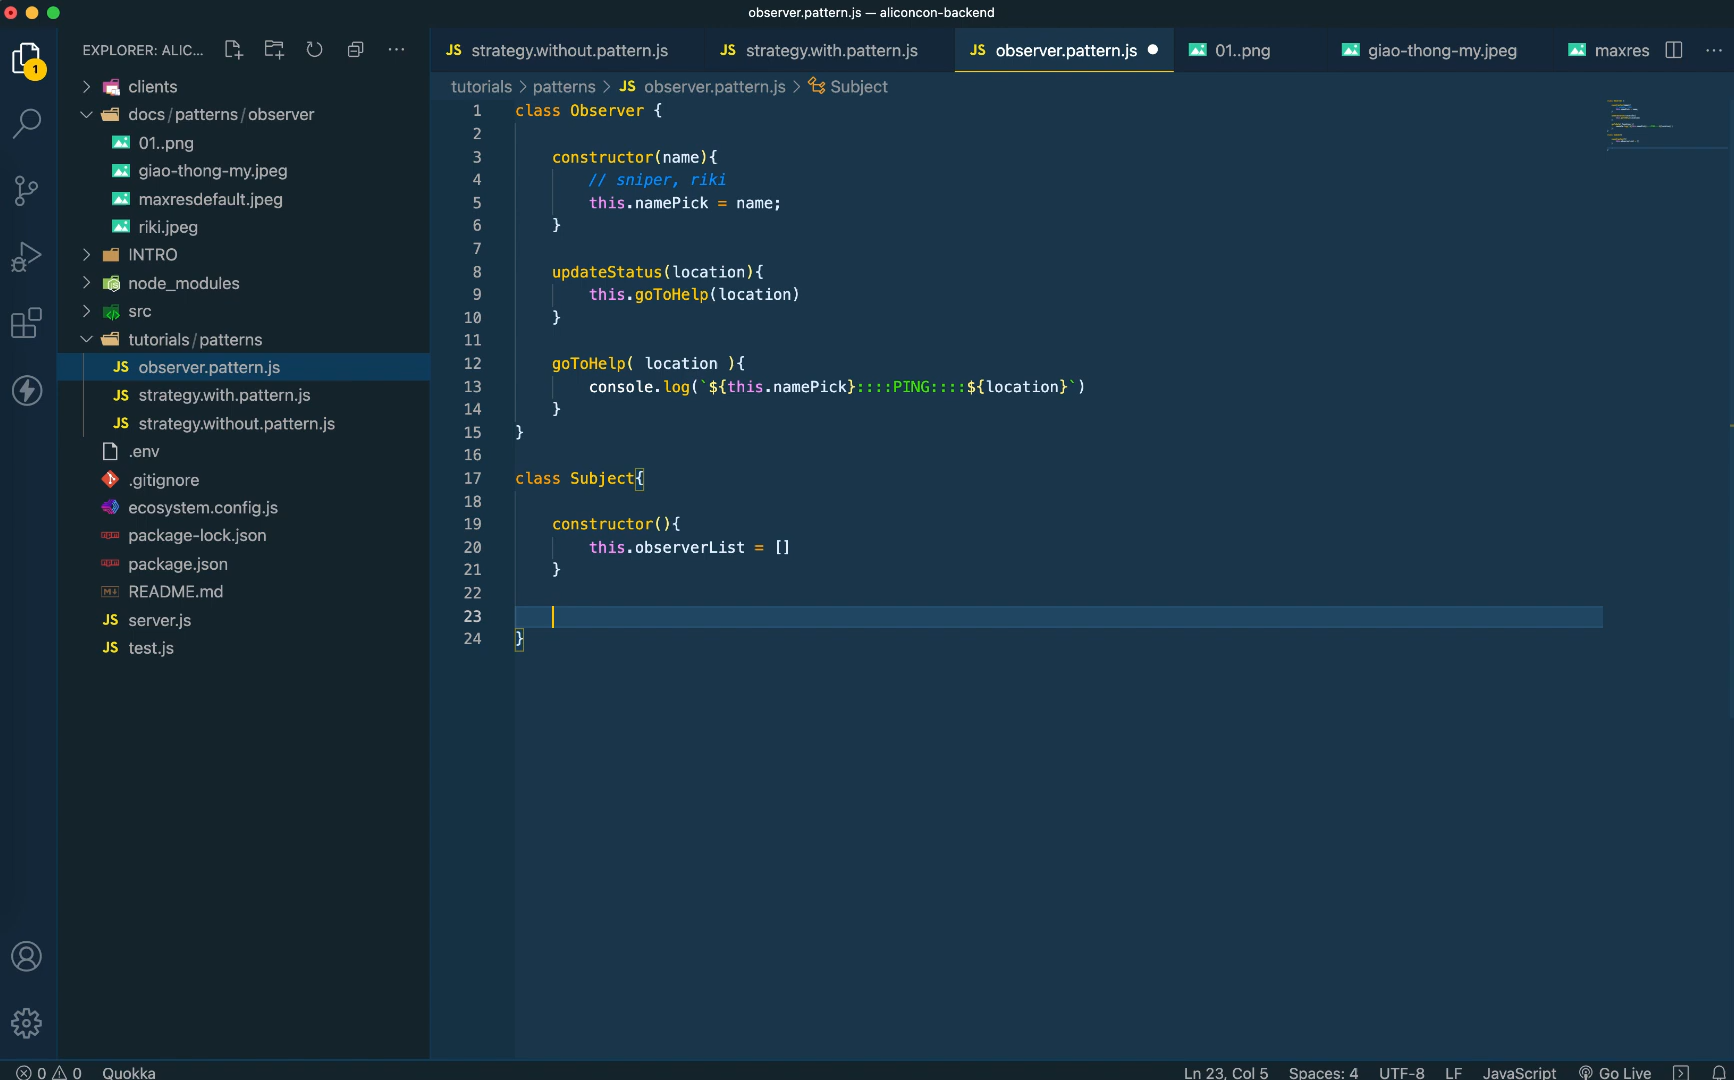 observer.pattern.js — aliconcon-backend
EXPLORER: ALIC...
1
clients
docs/patterns/observer
01..png
giao-thong-my.jpeg
maxresdefault.jpeg
riki.jpeg
INTRO
node_modules
src
tutorials/patterns
JS observer.pattern.js
JS strategy.with.pattern.js
JS strategy.without.pattern.js
.env
.gitignore
ecosystem.config.js
package-lock.json
package.json
README.md
JS server.js
JS test.js
JS strategy.without.pattern.js
JS strategy.with.pattern.js
JS observer.pattern.js
01..png
giao-thong-my.jpeg
maxres
tutorials > patterns > JS observer.pattern.js > Subject
1 class Observer {
2
3 constructor(name){
4 // sniper, riki
5 this.namePick = name;
6 }
7
8 updateStatus(location){
9 this.goToHelp(location)
10 }
11
12 goToHelp( location ){
13 console.log(`${this.namePick}::::PING::::${location}`)
14 }
15 }
16
17 class Subject{
18
19 constructor(){
20 this.observerList = []
21 }
22
23
24 }
0 0 Quokka
Ln 23, Col 5 Spaces: 4 UTF-8 LF JavaScript Go Live